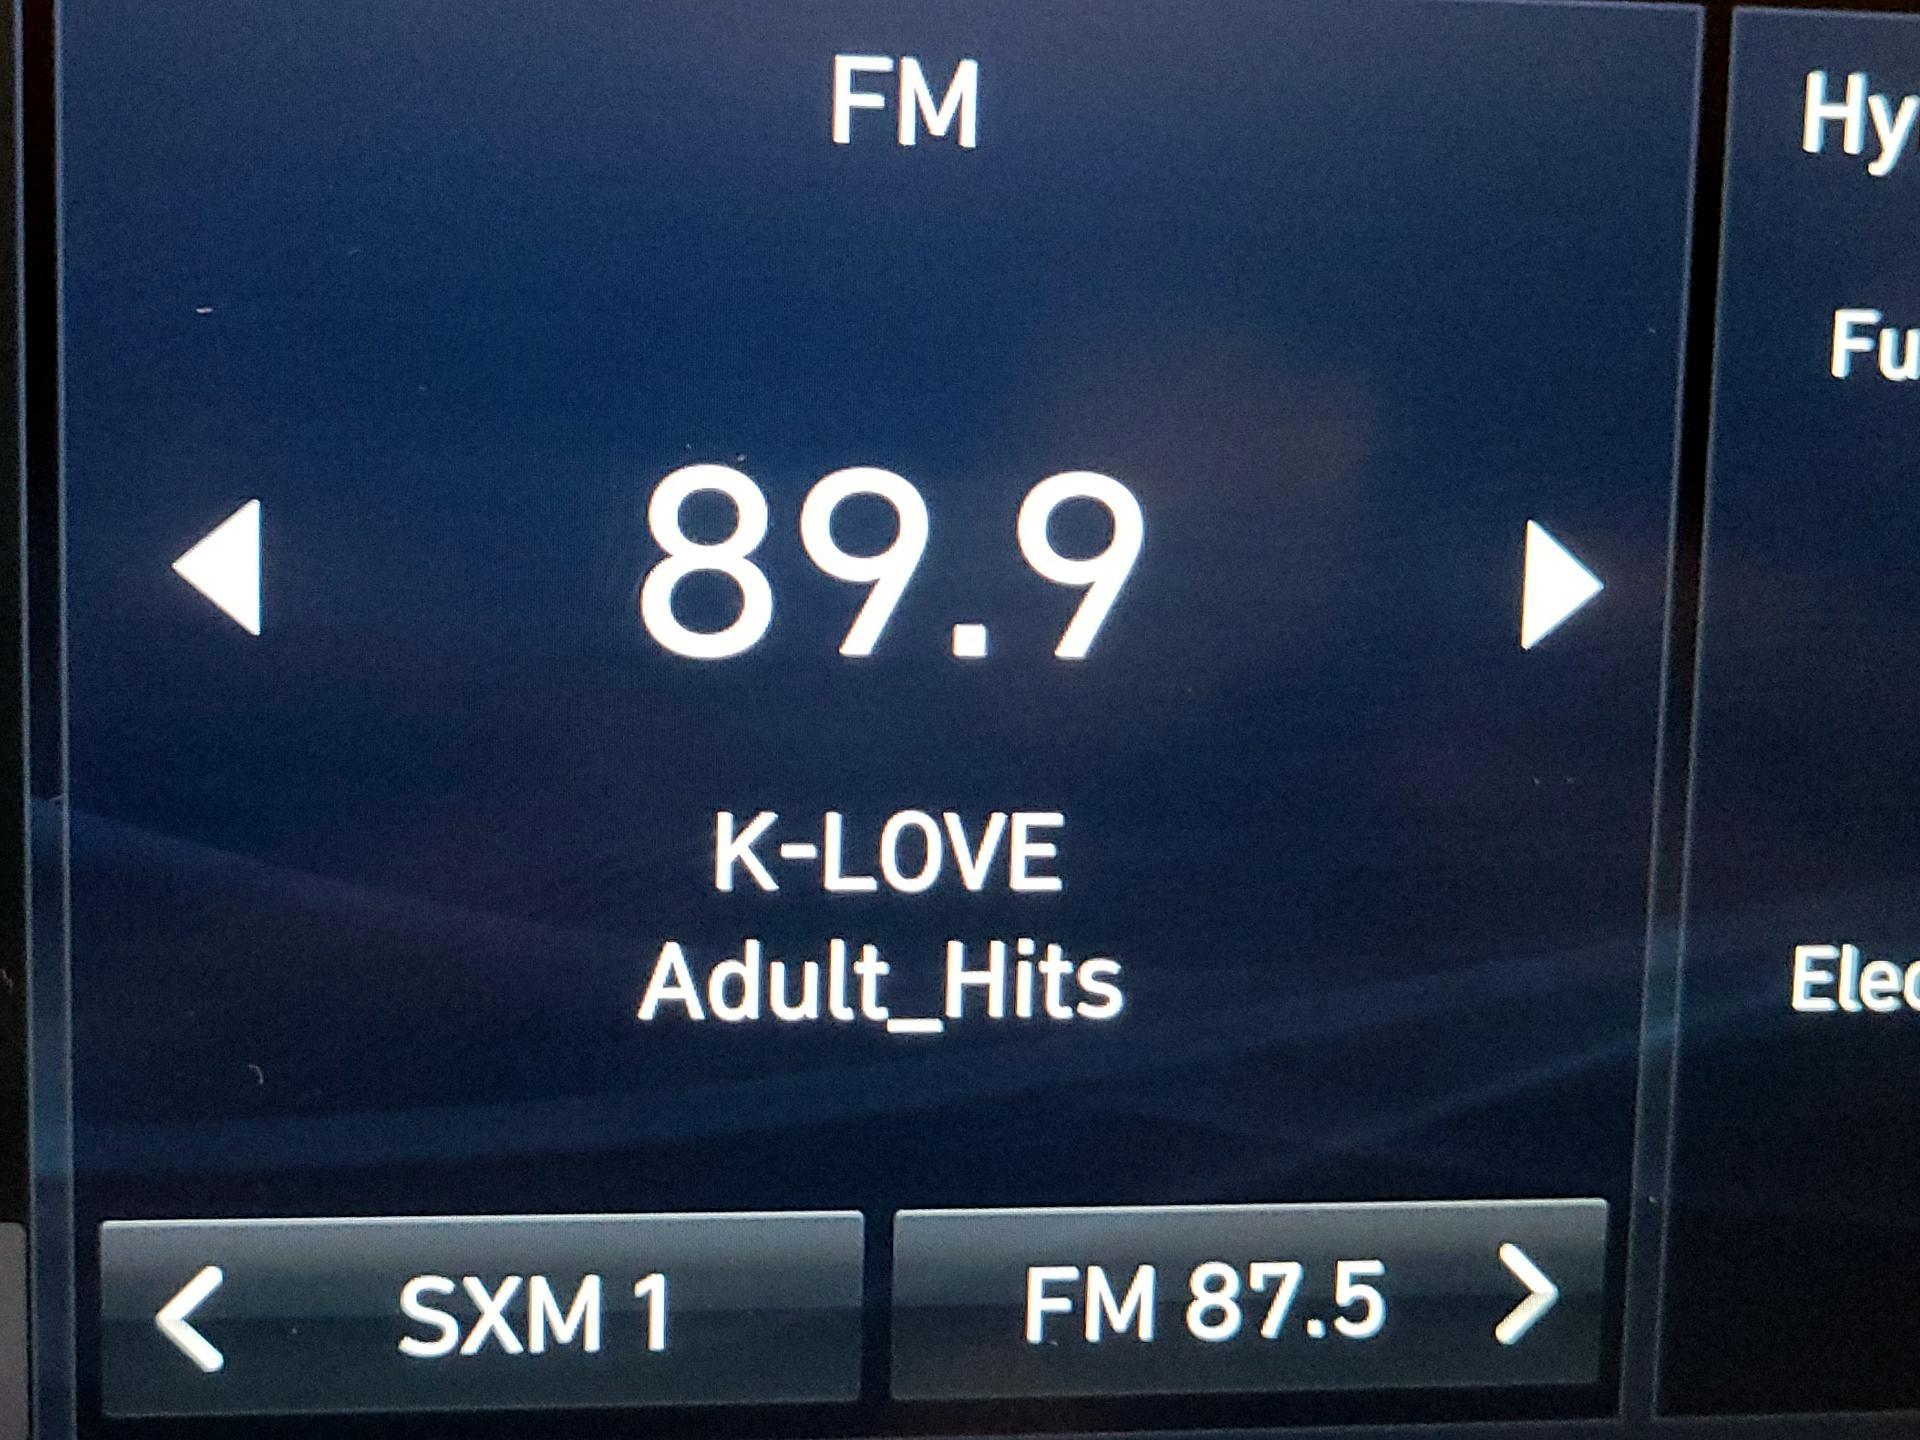 FM
89.9
K-LOVE
Adult_Hits
SXM 1
FM 87.5